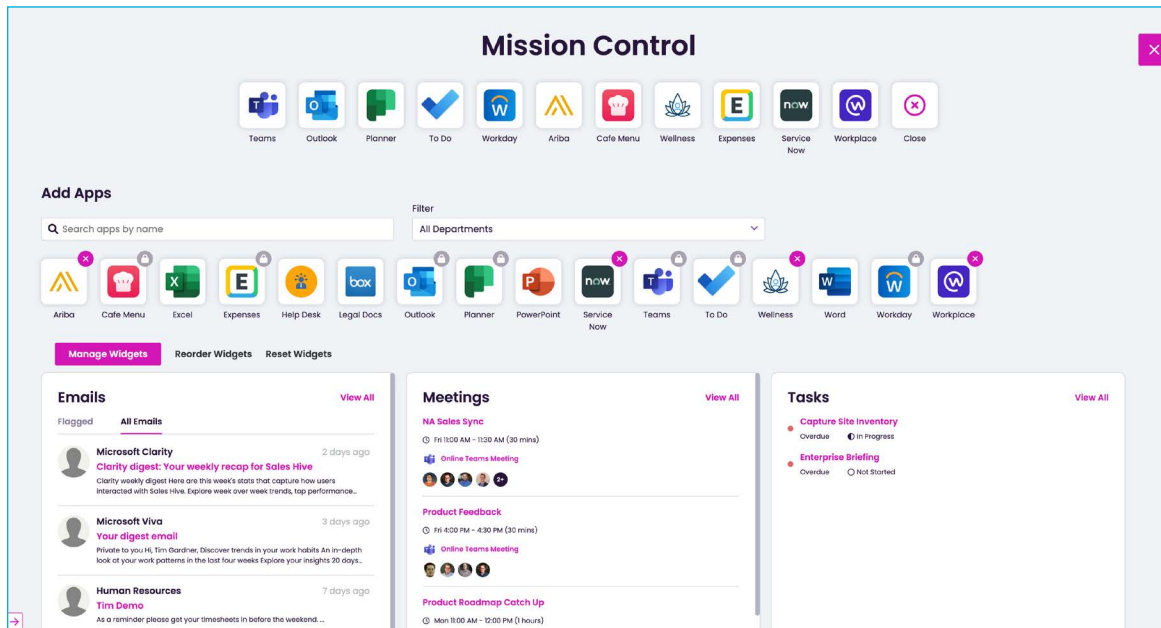 Mission Control
Teams
Outlook
Planner
To Do
Workday
Ariba
Cafe Menu
Wellness
Expenses
now
Service
Now
Workplace
Close
Add Apps
Search apps by name
Filter
All Departments
Ariba
Cafe Menu
Excel
Expenses
Help Desk
box
Legal Docs
Outlook
Planner
PowerPoint
now
Service
Now
Teams
To Do
Wellness
Word
Workday
Workplace
Manage Widgets Reorder Widgets Reset Widgets
Emails View All
Flagged All Emails
Microsoft Clarity 2 days ago
Clarity digest: Your weekly recap for Sales Hive
Clarity weekly digest Here are this week's stats that capture how users
interacted with Sales Hive. Explore week over week trends, top performance...
Microsoft Viva 3 days ago
Your digest email
Private to you Hi, Tim Gardner, Discover trends in your work habits An in-depth
look at your work patterns in the last four weeks Explore your insights 20 days...
Human Resources 7 days ago
Tim Demo
As a reminder please get your timesheets in before the weekend. ...
Meetings View All
NA Sales Sync
Fri 11:00 AM - 11:30 AM (30 mins)
Online Teams Meeting
2+
Product Feedback
Fri 4:00 PM - 4:30 PM (30 mins)
Online Teams Meeting
Product Roadmap Catch Up
Mon 11:00 AM - 12:00 PM (1 hours)
Tasks View All
Capture Site Inventory
Overdue In Progress
Enterprise Briefing
Overdue Not Started